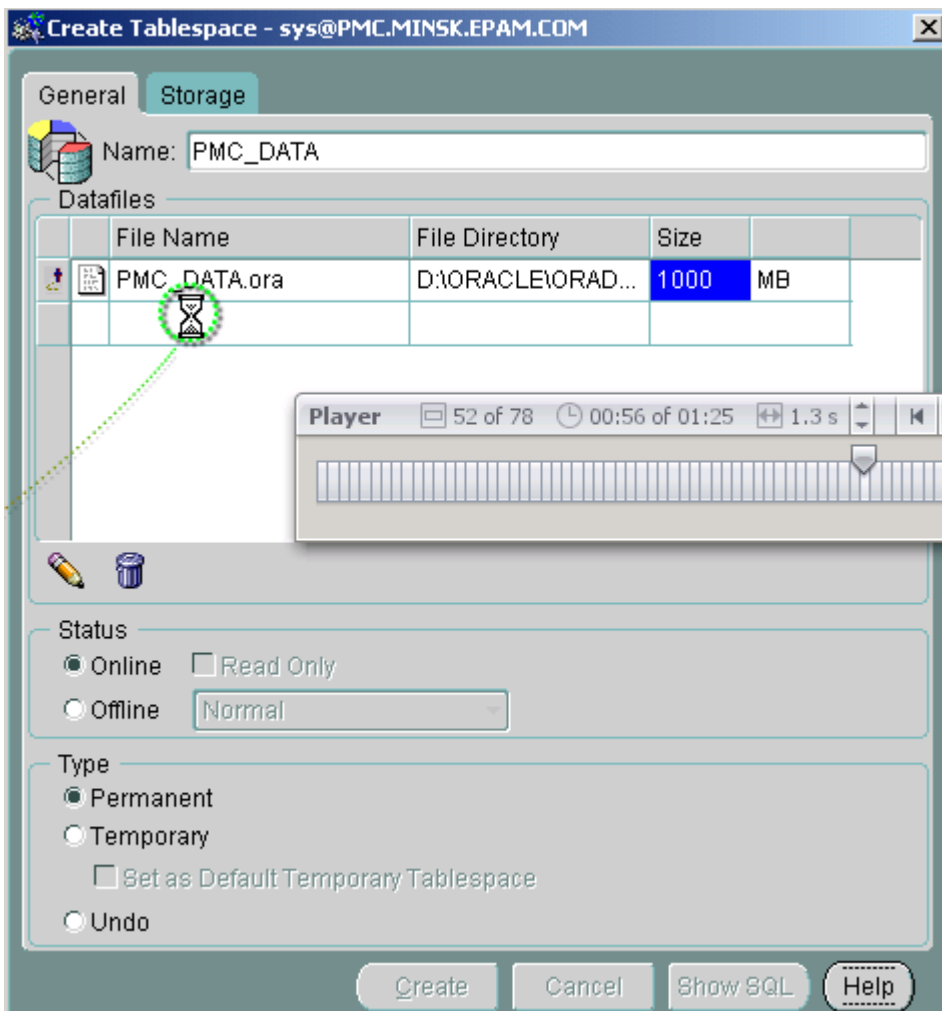 Create Tablespace - sys@PMC.MINSK.EPAM.COM
General Storage
Name: PMC_DATA
Datafiles
File Name File Directory Size
PMC_DATA.ora D:\ORACLE\ORAD... 1000 MB
Player 52 of 78 00:56 of 01:25 1.3 s
Status
Online Read Only
Offline Normal
Type
Permanent
Temporary
Set as Default Temporary Tablespace
Undo
Create Cancel Show SQL Help